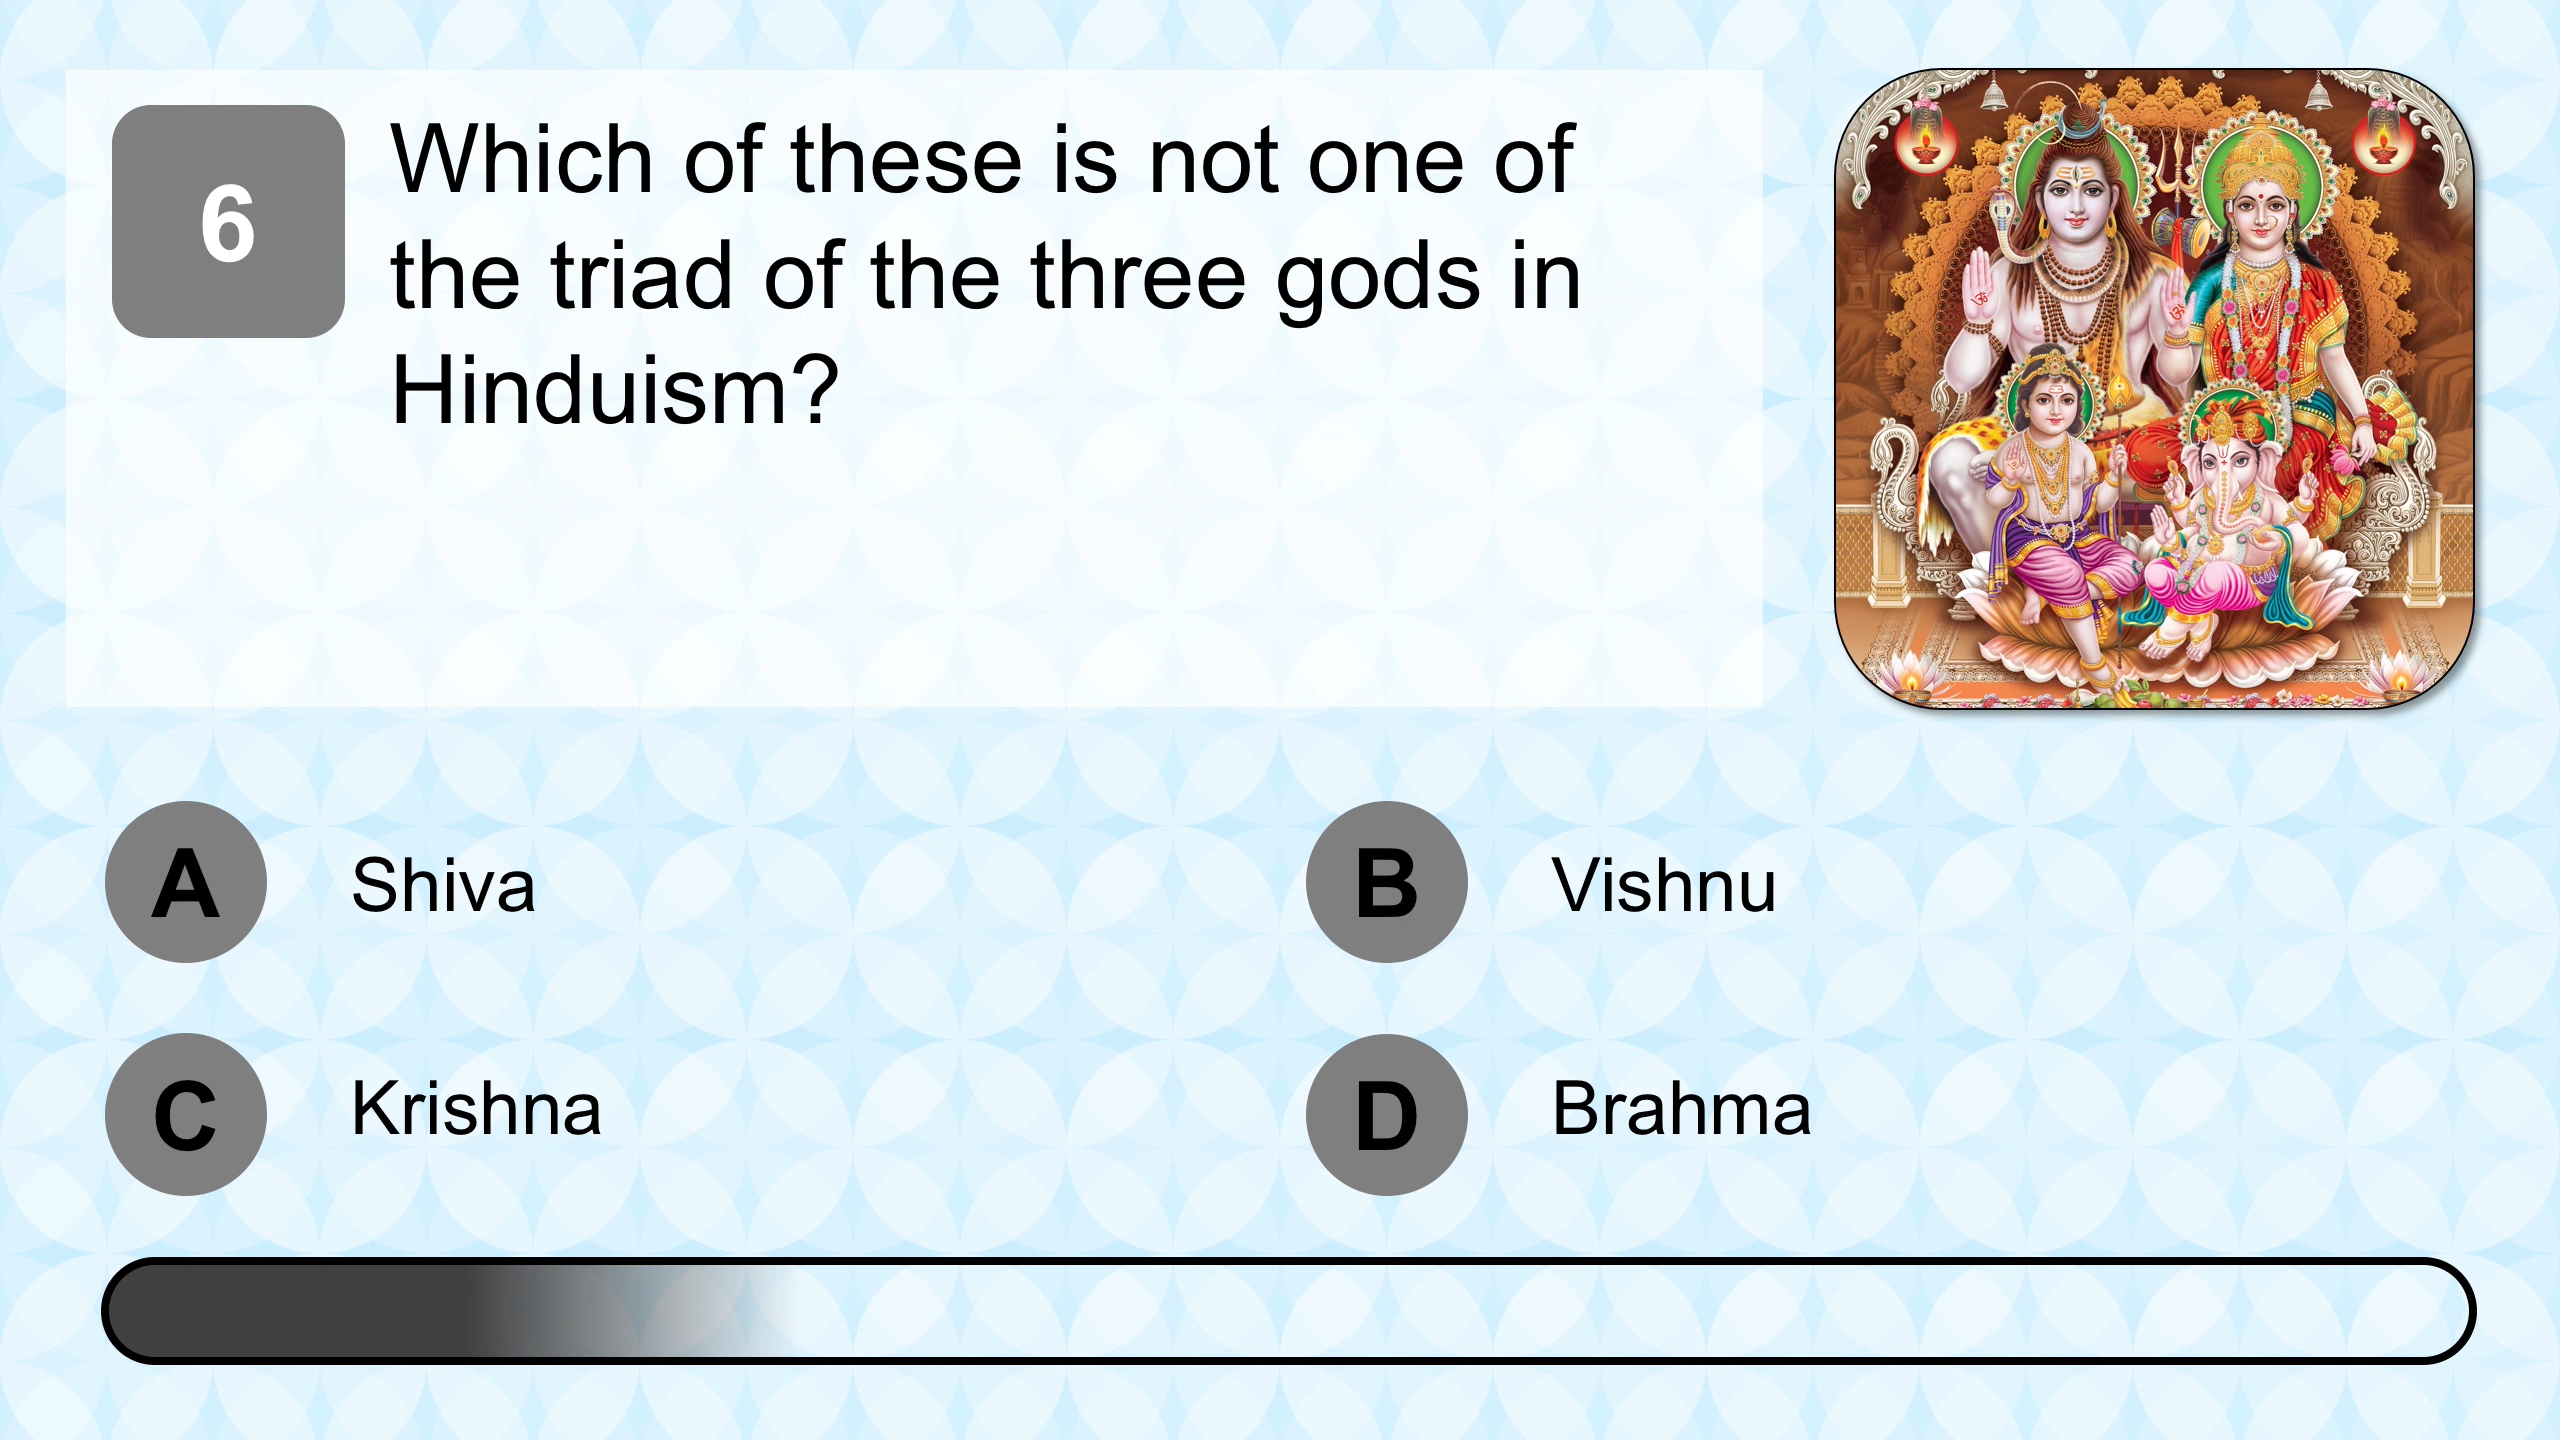 6
Which of these is not one of
the triad of the three gods in
Hinduism?
A
Shiva
B
Vishnu
C
Krishna
D
Brahma